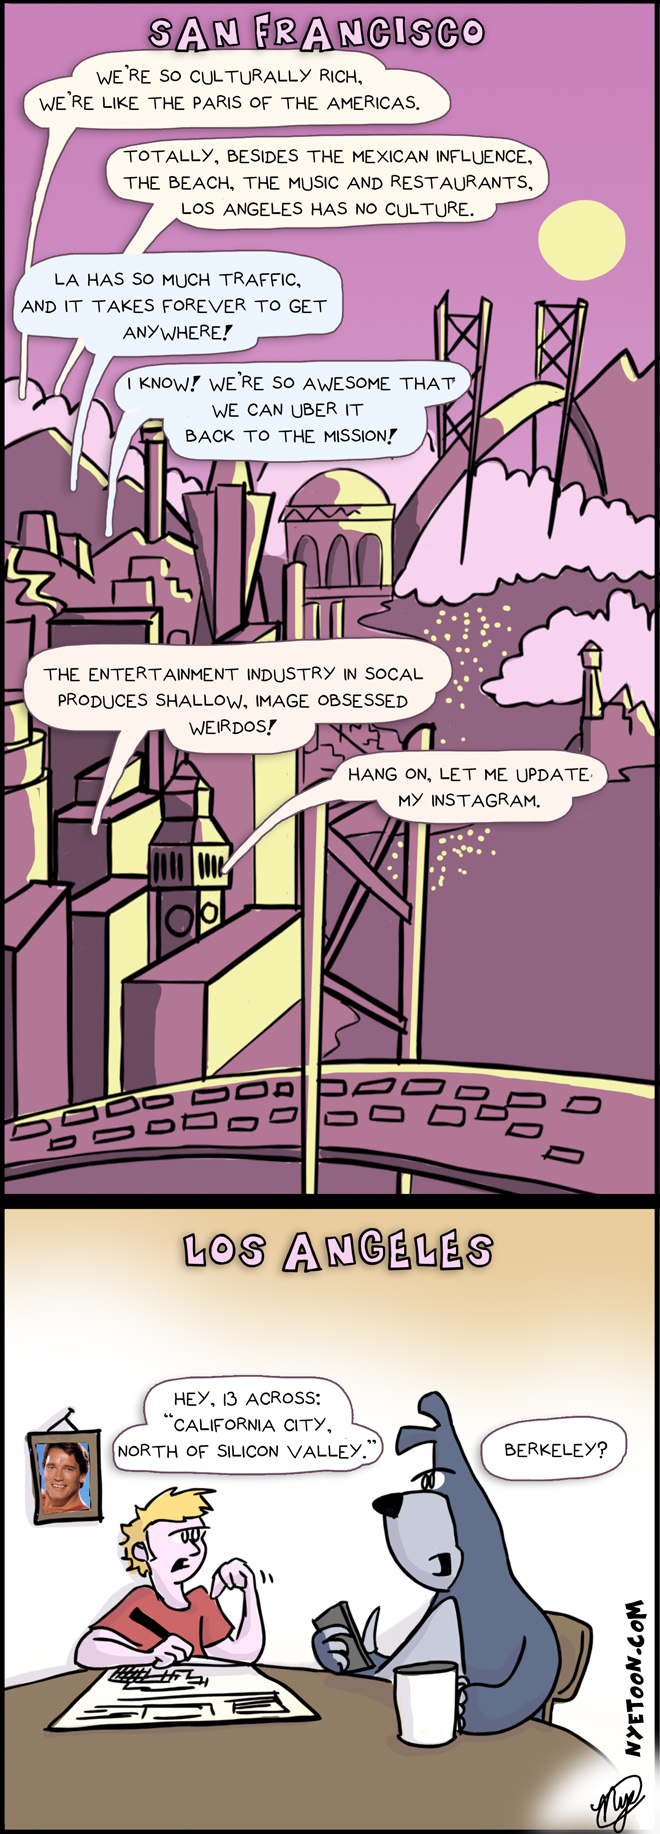 SAN FRANCISCO
WE'RE SO CULTURALLY RICH,
WE'RE LIKE THE PARIS OF THE AMERICAS.
TOTALLY, BESIDES THE MEXICAN INFLUENCE,
THE BEACH, THE MUSIC AND RESTAURANTS,
LOS ANGELES HAS NO CULTURE.
LA HAS SO MUCH TRAFFIC,
AND IT TAKES FOREVER TO GET
ANYWHERE!
I KNOW! WE'RE SO AWESOME THAT
WE CAN UBER IT
BACK TO THE MISSION!
THE ENTERTAINMENT INDUSTRY IN SOCAL
PRODUCES SHALLOW, IMAGE OBSESSED
WEIRDOS!
HANG ON, LET ME UPDATE
MY INSTAGRAM.
LOS ANGELES
HEY, 13 ACROSS:
"CALIFORNIA CITY,
NORTH OF SILICON VALLEY."
BERKELEY?
NYETOON.COM
Nye